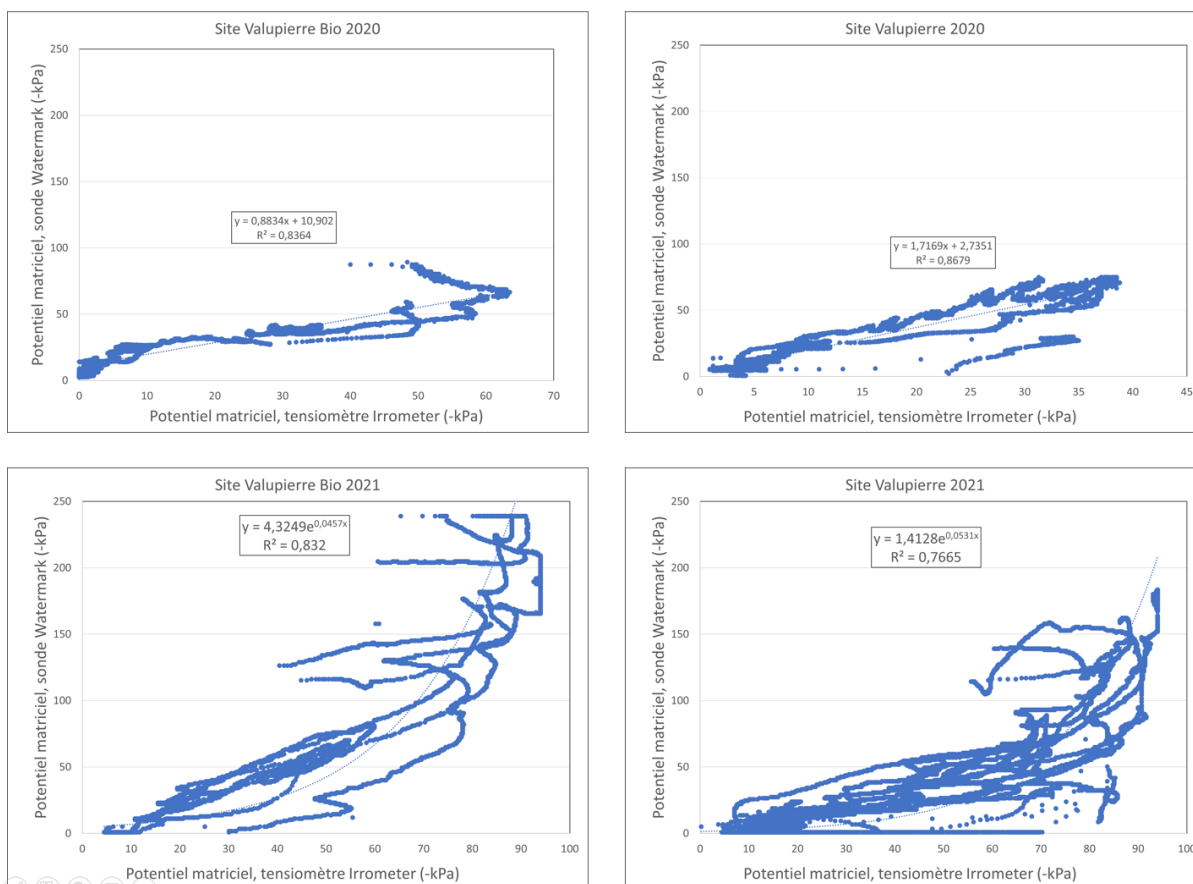 Site Valupierre Bio 2020
250
200
150
100
50
0
Potentiel matriciel, sonde Watermark (-kPa)
y = 0,8834x + 10,902
R² = 0,8364
0 10 20 30 40 50 60 70
Potentiel matriciel, tensiomètre Irrometer (-kPa)
Site Valupierre 2020
250
200
150
100
50
0
Potentiel matriciel, sonde Watermark (-kPa)
y = 1,7169x + 2,7351
R² = 0,8679
0 5 10 15 20 25 30 35 40 45
Potentiel matriciel, tensiomètre Irrometer (-kPa)
Site Valupierre Bio 2021
250
200
150
100
50
0
Potentiel matriciel, sonde Watermark (-kPa)
y = 4,3249e^0,0457x
R² = 0,832
0 10 20 30 40 50 60 70 80 90 100
Potentiel matriciel, tensiomètre Irrometer (-kPa)
Site Valupierre 2021
250
200
150
100
50
0
Potentiel matriciel, sonde Watermark (-kPa)
y = 1,4128e^0,0531x
R² = 0,7665
0 10 20 30 40 50 60 70 80 90 100
Potentiel matriciel, tensiomètre Irrometer (-kPa)